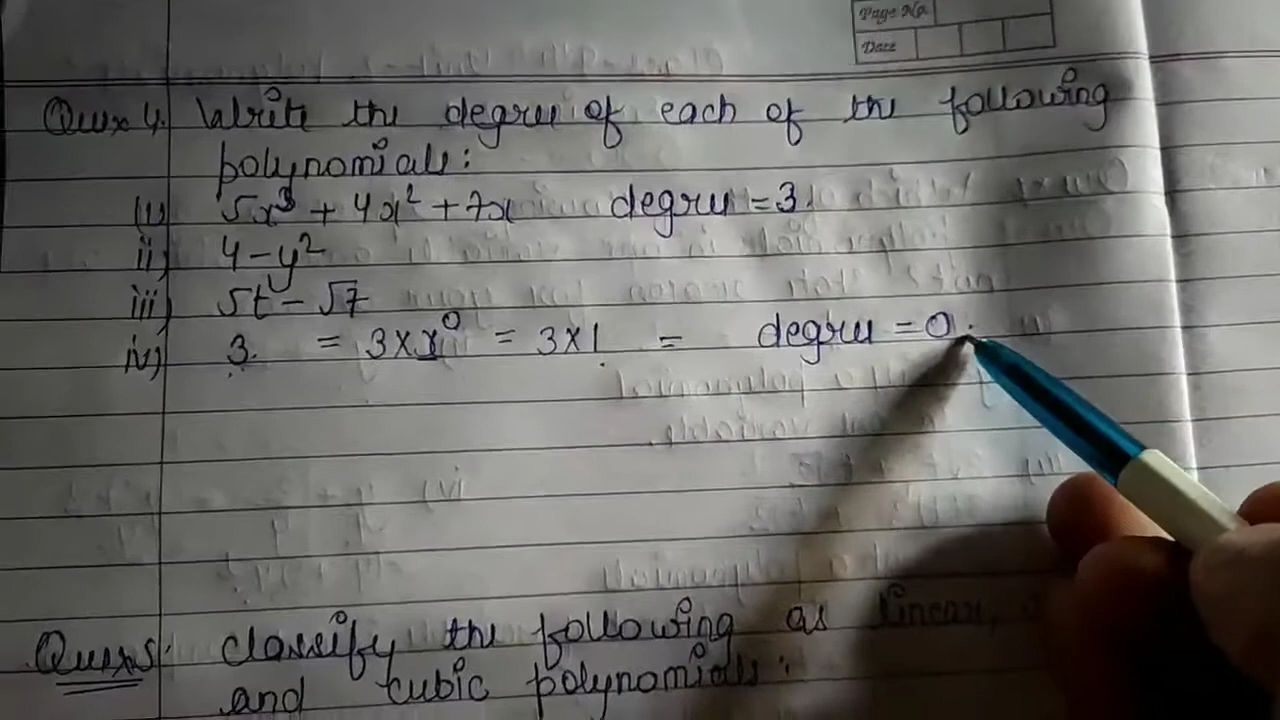 Page No.
Date
Ques 4. Write the degree of each of the following
polynomials:
(i) 5x³ + 4x² + 7x degree = 3
ii) 4 - y²
iii) 5t - √7
iv) 3. = 3 × x⁰ = 3 × 1 = degree = 0.
Ques 5. classify the following as linear,
and cubic polynomials: